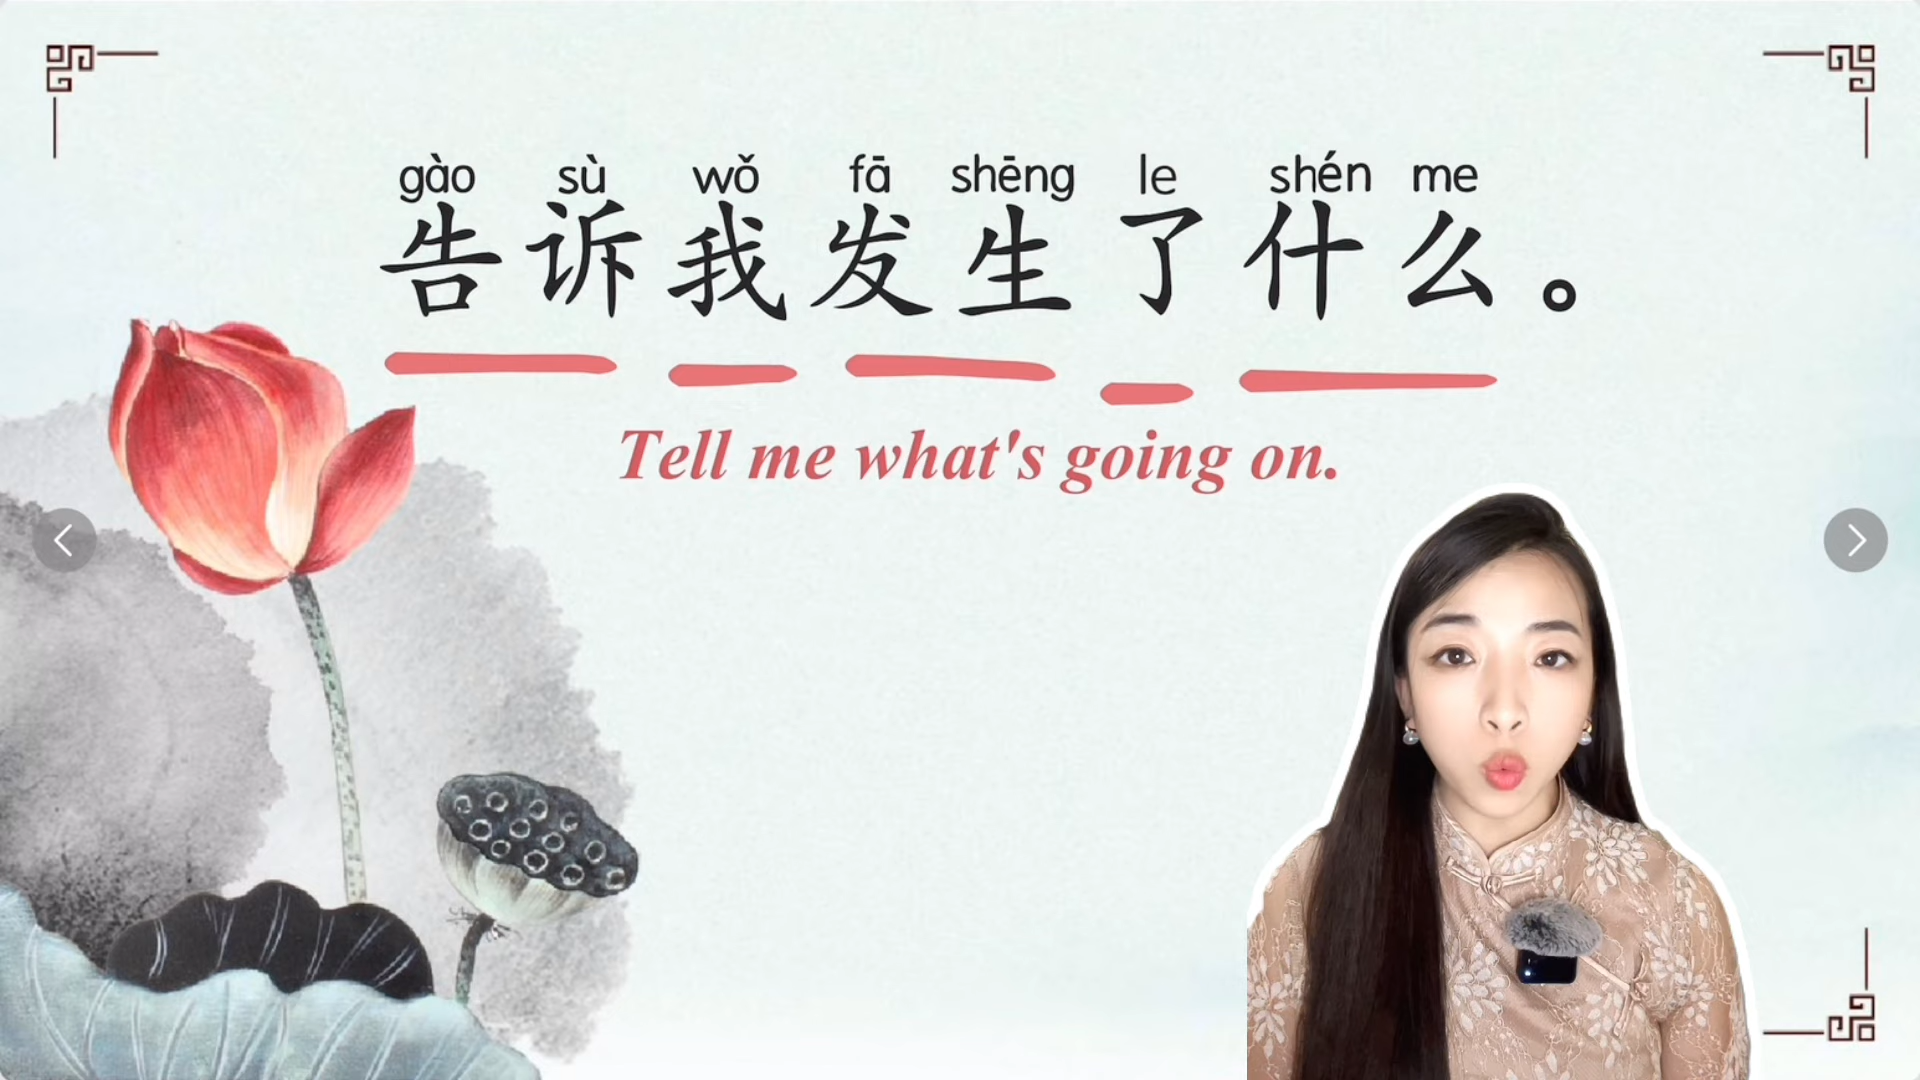 gào sù wǒ fā shēng le shén me
告诉我发生了什么。
Tell me what's going on.